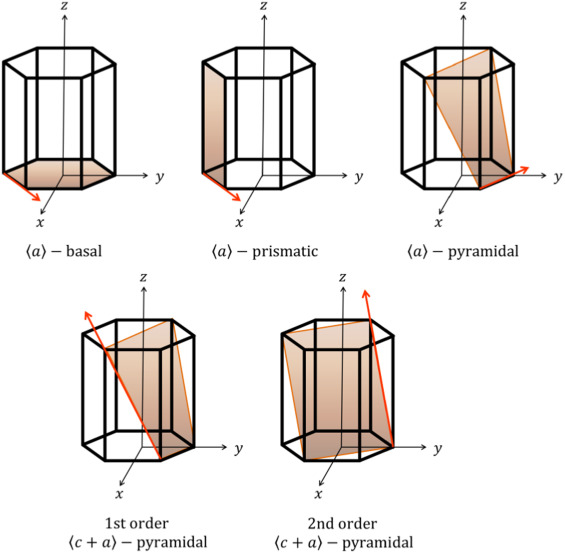 z
z
z
y
y
y
x
x
x
⟨a⟩ − basal
⟨a⟩ − prismatic
⟨a⟩ − pyramidal
z
z
y
y
x
x
1st order
⟨c + a⟩ − pyramidal
2nd order
⟨c + a⟩ − pyramidal